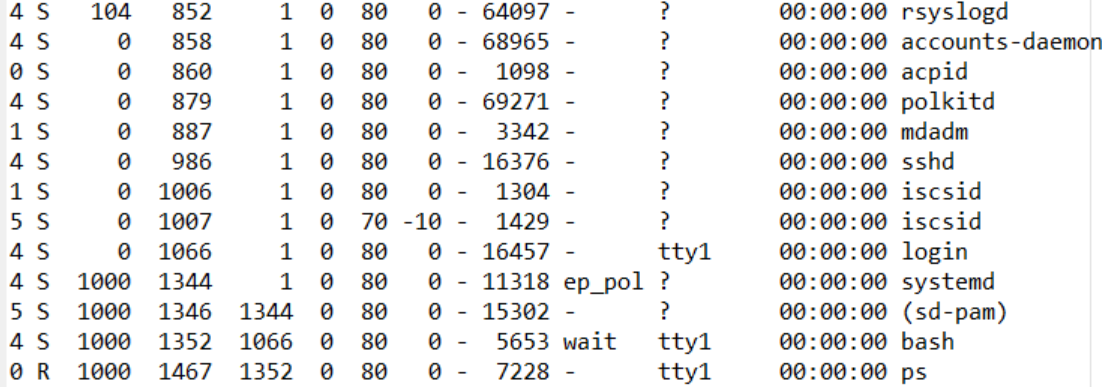 4 S 104 852 1 0 80 0 - 64097 - ? 00:00:00 rsyslogd
4 S 0 858 1 0 80 0 - 68965 - ? 00:00:00 accounts-daemon
0 S 0 860 1 0 80 0 - 1098 - ? 00:00:00 acpid
4 S 0 879 1 0 80 0 - 69271 - ? 00:00:00 polkitd
1 S 0 887 1 0 80 0 - 3342 - ? 00:00:00 mdadm
4 S 0 986 1 0 80 0 - 16376 - ? 00:00:00 sshd
1 S 0 1006 1 0 80 0 - 1304 - ? 00:00:00 iscsid
5 S 0 1007 1 0 70 -10 - 1429 - ? 00:00:00 iscsid
4 S 0 1066 1 0 80 0 - 16457 - tty1 00:00:00 login
4 S 1000 1344 1 0 80 0 - 11318 ep_pol ? 00:00:00 systemd
5 S 1000 1346 1344 0 80 0 - 15302 - ? 00:00:00 (sd-pam)
4 S 1000 1352 1066 0 80 0 - 5653 wait tty1 00:00:00 bash
0 R 1000 1467 1352 0 80 0 - 7228 - tty1 00:00:00 ps